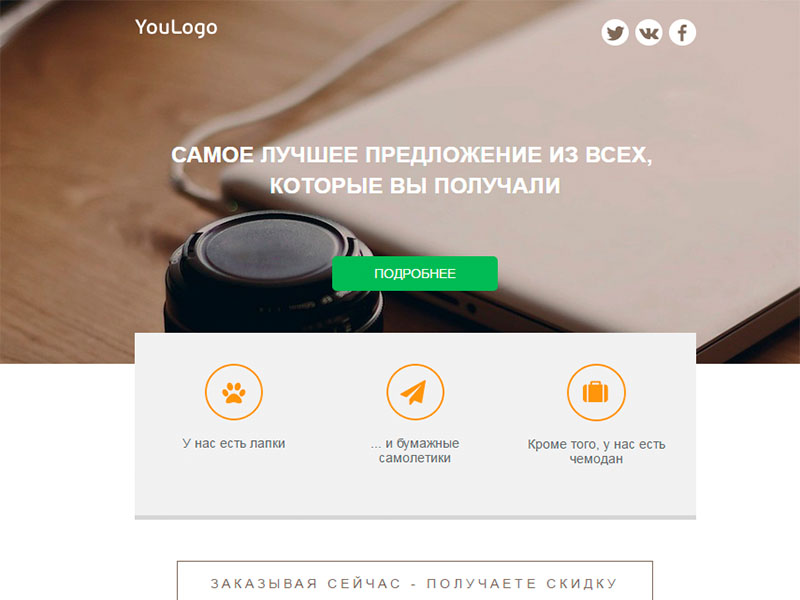 YouLogo
САМОЕ ЛУЧШЕЕ ПРЕДЛОЖЕНИЕ ИЗ ВСЕХ,
КОТОРЫЕ ВЫ ПОЛУЧАЛИ
ПОДРОБНЕЕ
У нас есть лапки
... и бумажные
самолетики
Кроме того, у нас есть
чемодан
ЗАКАЗЫВАЯ СЕЙЧАС - ПОЛУЧАЕТЕ СКИДКУ